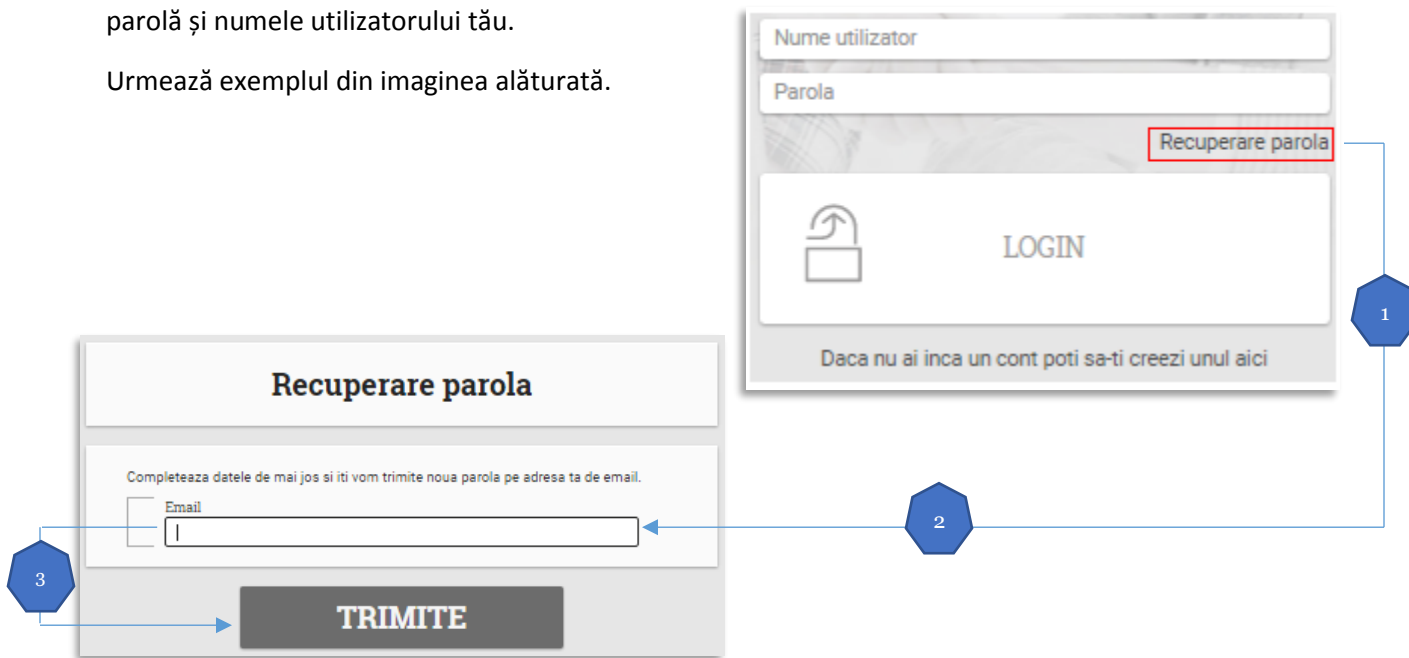 parolă și numele utilizatorului tău.
Urmează exemplul din imaginea alăturată.
Nume utilizator
Parola
Recuperare parola
LOGIN
1
Daca nu ai inca un cont poti sa-ti creezi unul aici
Recuperare parola
Completeaza datele de mai jos si iti vom trimite noua parola pe adresa ta de email.
Email
2
3
TRIMITE